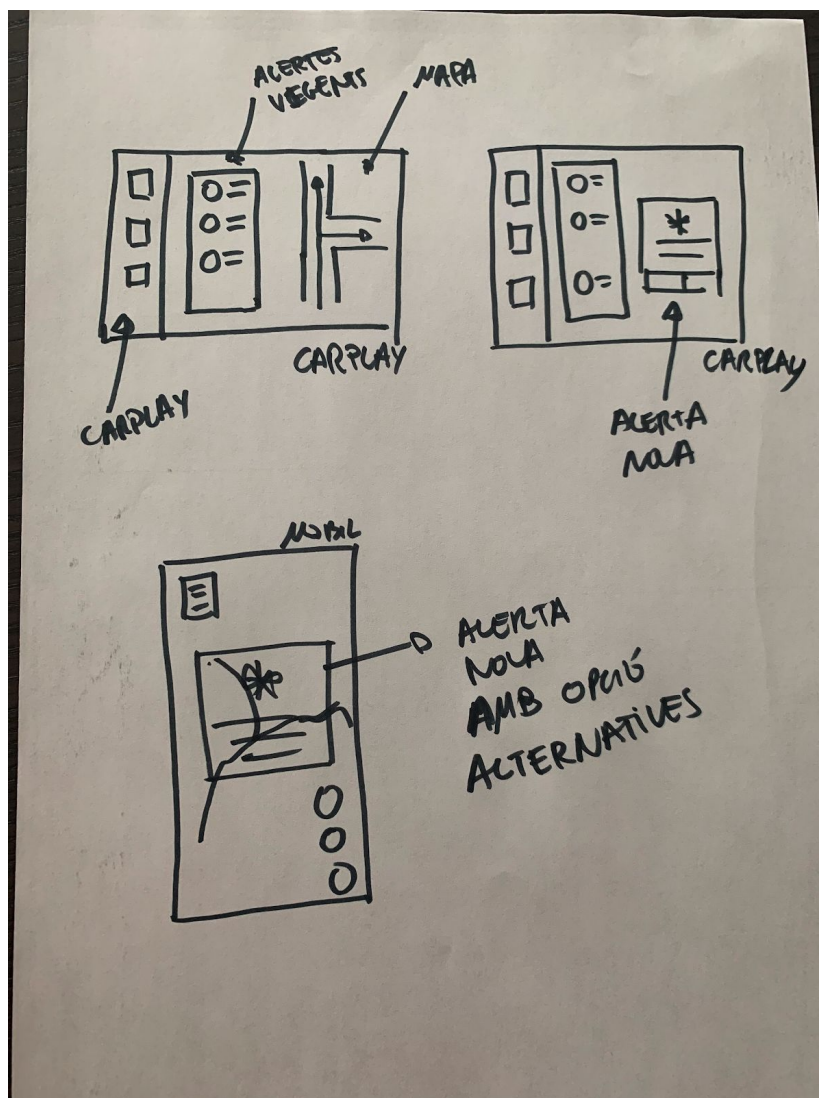 ALERTES
VIGENTS
MAPA
CARPLAY
CARPLAY
CARPLAY
ALERTA
NOVA
MOBIL
ALERTA
NOVA
AMB OPCIÓ
ALTERNATIVES